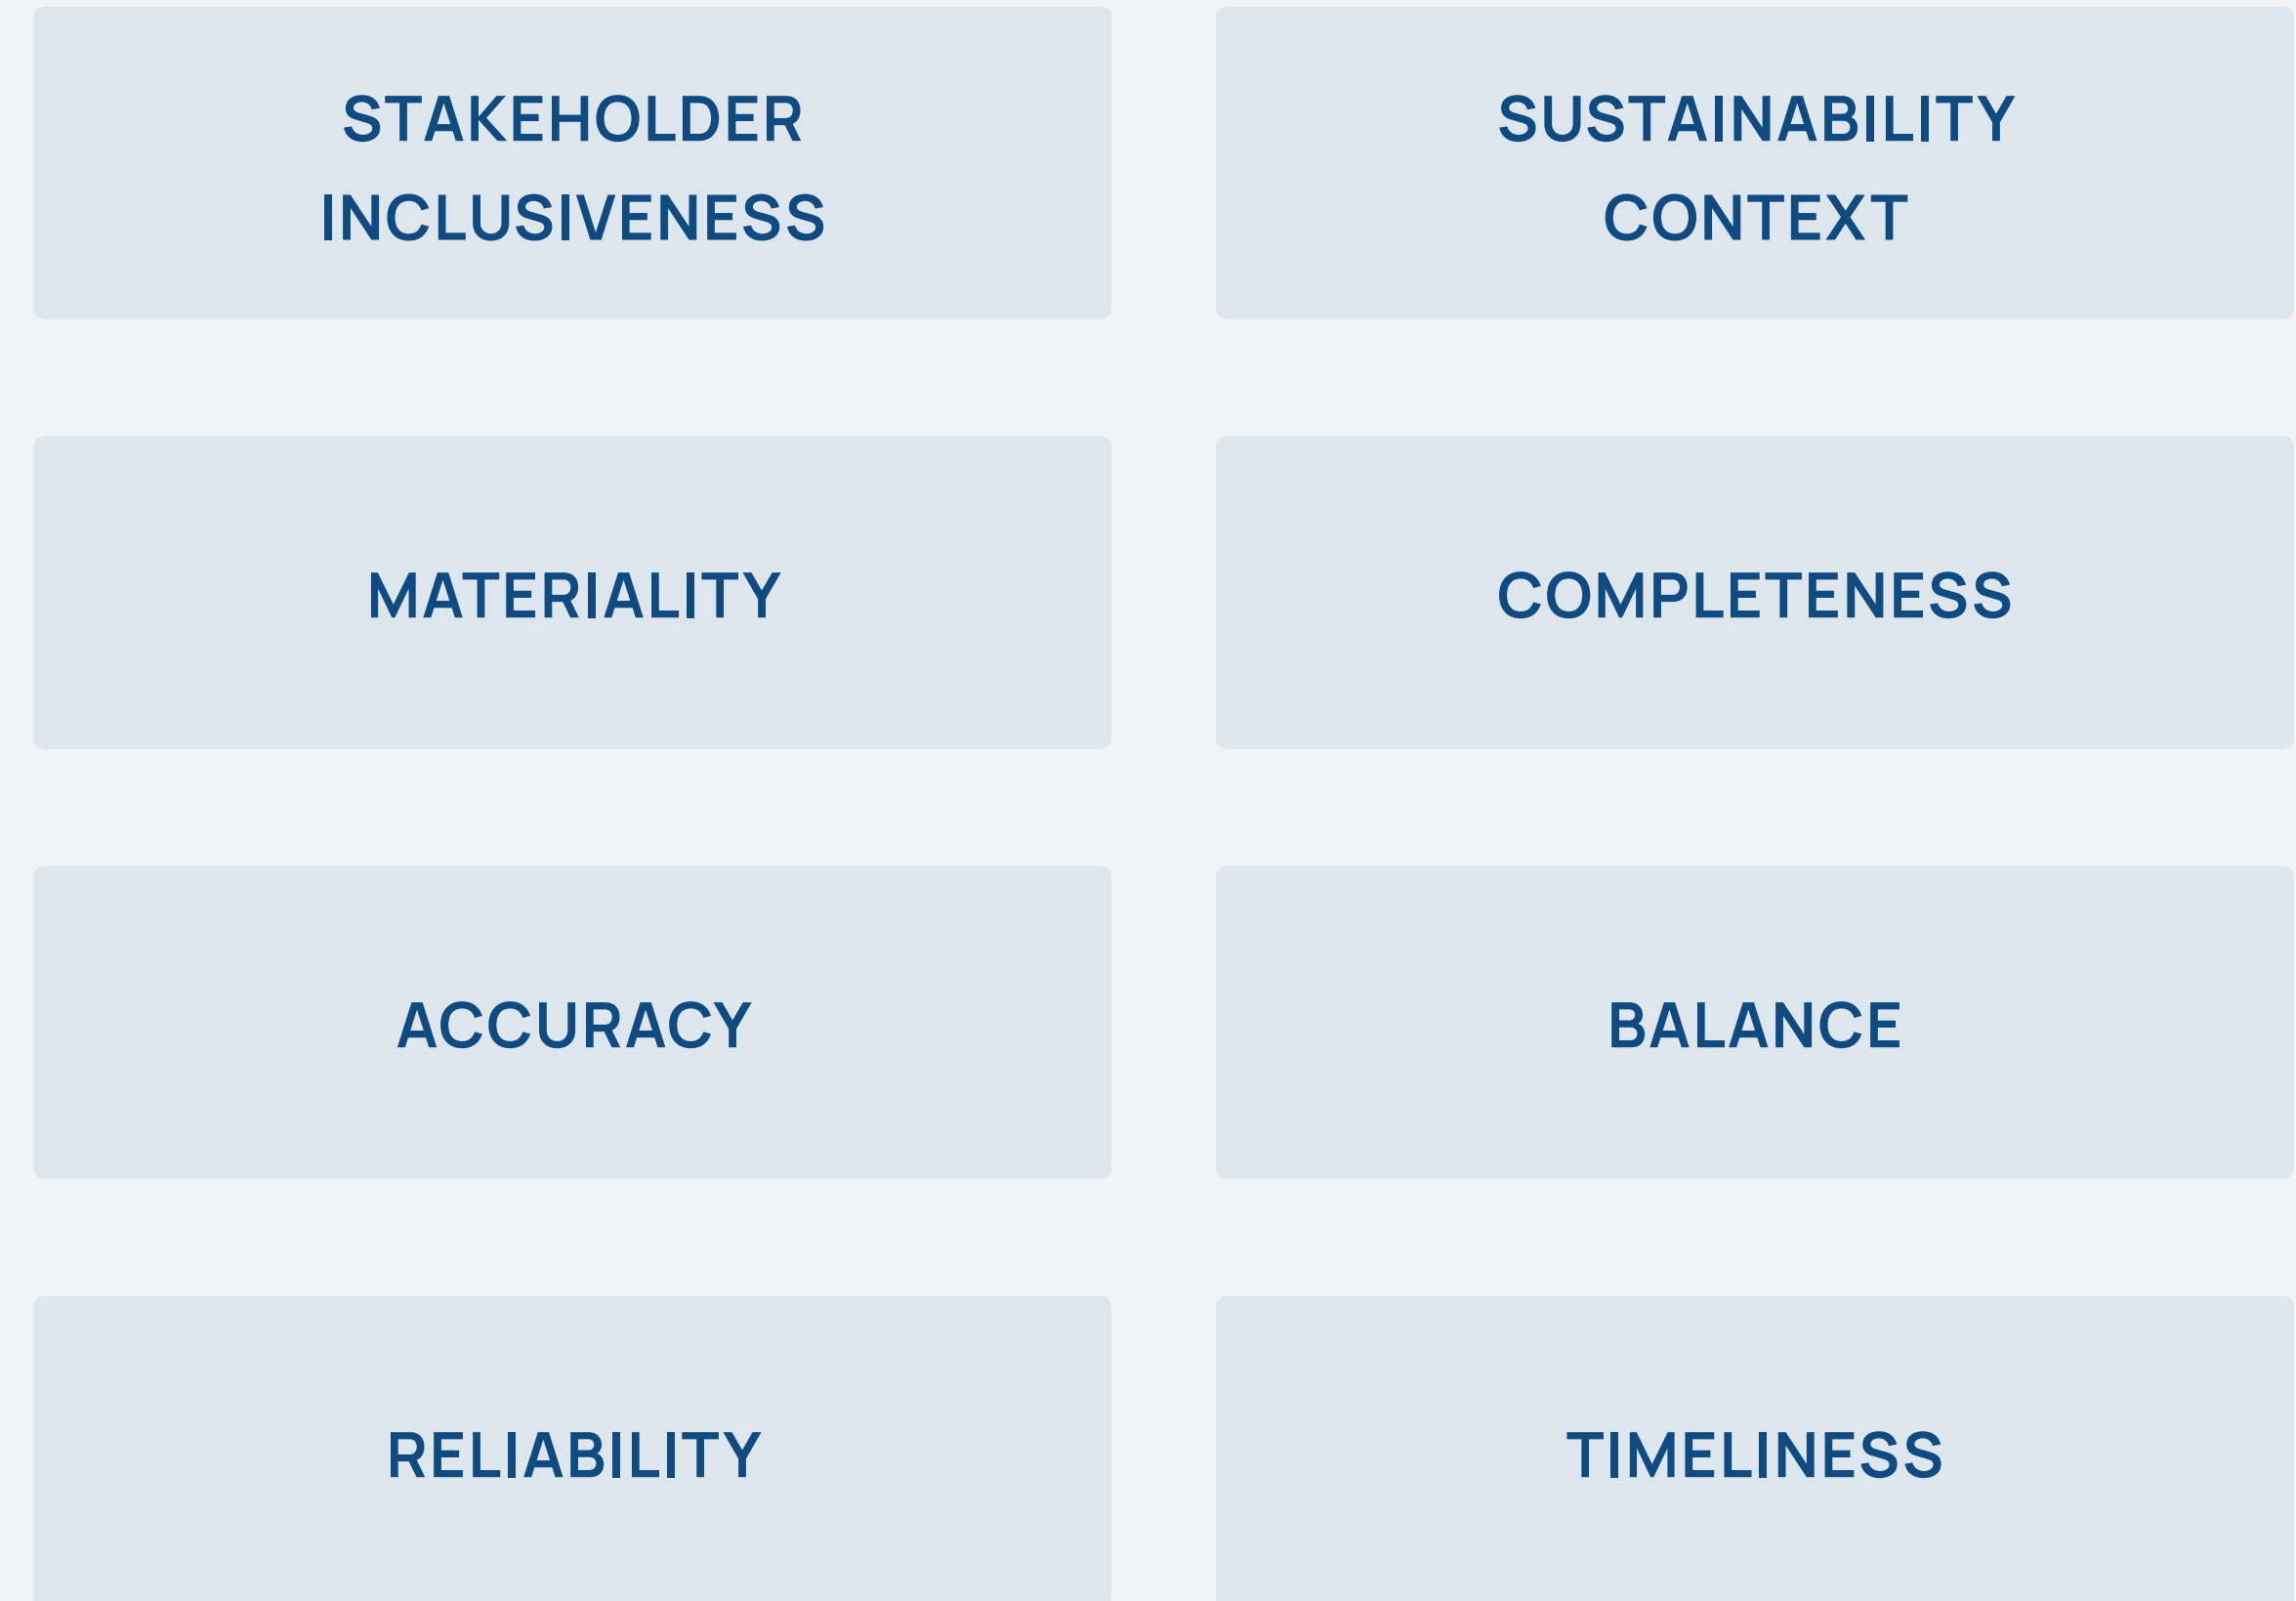 STAKEHOLDER
INCLUSIVENESS
SUSTAINABILITY
CONTEXT
MATERIALITY
COMPLETENESS
ACCURACY
BALANCE
RELIABILITY
TIMELINESS